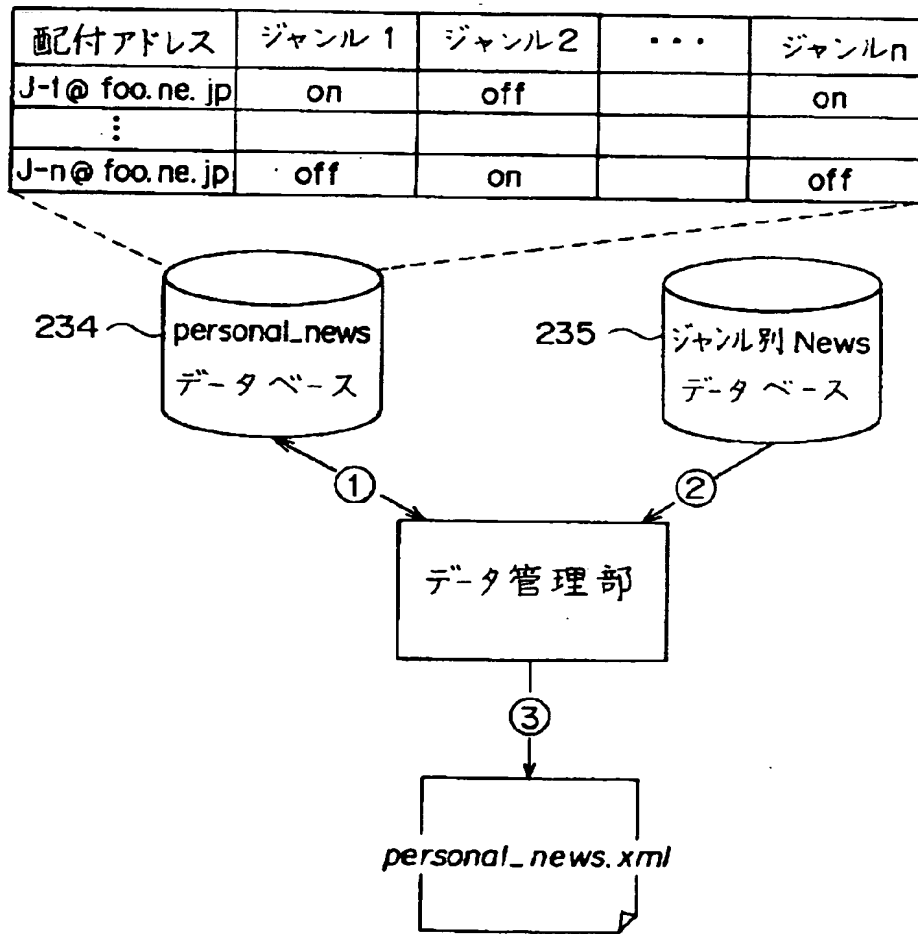 配付アドレス ジャンル1 ジャンル2 ・・・ ジャンルn
J-1@foo.ne.jp on off on
⋮
J-n@foo.ne.jp off on off
234 personal_news データベース
235 ジャンル別News データベース
① ②
データ管理部
③
personal_news.xml